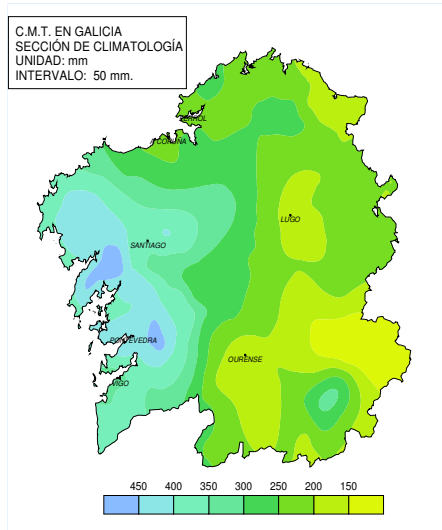 C.M.T. EN GALICIA
SECCIÓN DE CLIMATOLOGÍA
UNIDAD: mm
INTERVALO: 50 mm.
FERROL
CORUÑA
LUGO
SANTIAGO
PONTEVEDRA
OURENSE
VIGO
450 400 350 300 250 200 150